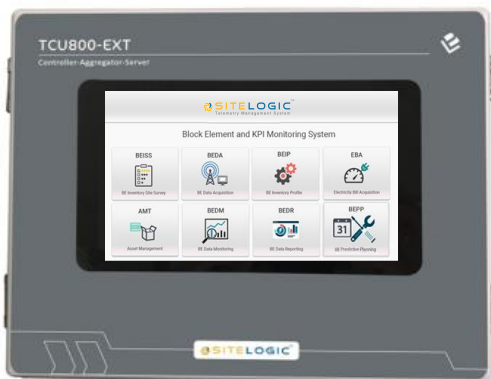 TCU800-EXT
Controller-Aggregator-Server
SITELOGIC
Telemetry Management System
Block Element and KPI Monitoring System
BEISS
BEDA
BEIP
EBA
BE Inventory Site Survey
BE Data Acquisition
BE Inventory Profile
Electricity Bill Acquisition
AMT
BEDM
BEDR
BEPP
31
Asset Management
BE Data Monitoring
BE Data Reporting
BE Predictive Planning
SITELOGIC